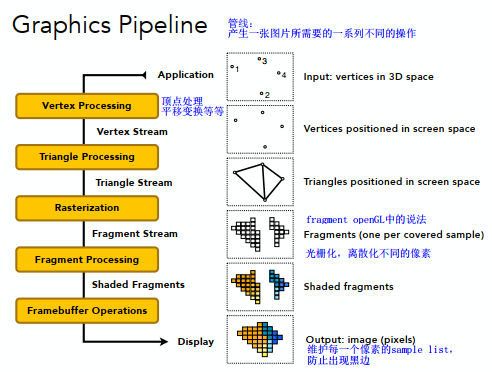 Graphics Pipeline
管线：
产生一张图片所需要的一系列不同的操作
Application
1
3
4
2
Input: vertices in 3D space
Vertex Processing
顶点处理
平移变换等等
Vertex Stream
Vertices positioned in screen space
Triangle Processing
Triangle Stream
Triangles positioned in screen space
Rasterization
Fragment Stream
fragment openGL中的说法
Fragments (one per covered sample)
光栅化，离散化不同的像素
Fragment Processing
Shaded Fragments
Shaded fragments
Framebuffer Operations
Display
Output: image (pixels)
维护每一个像素的sample list，
防止出现黑边